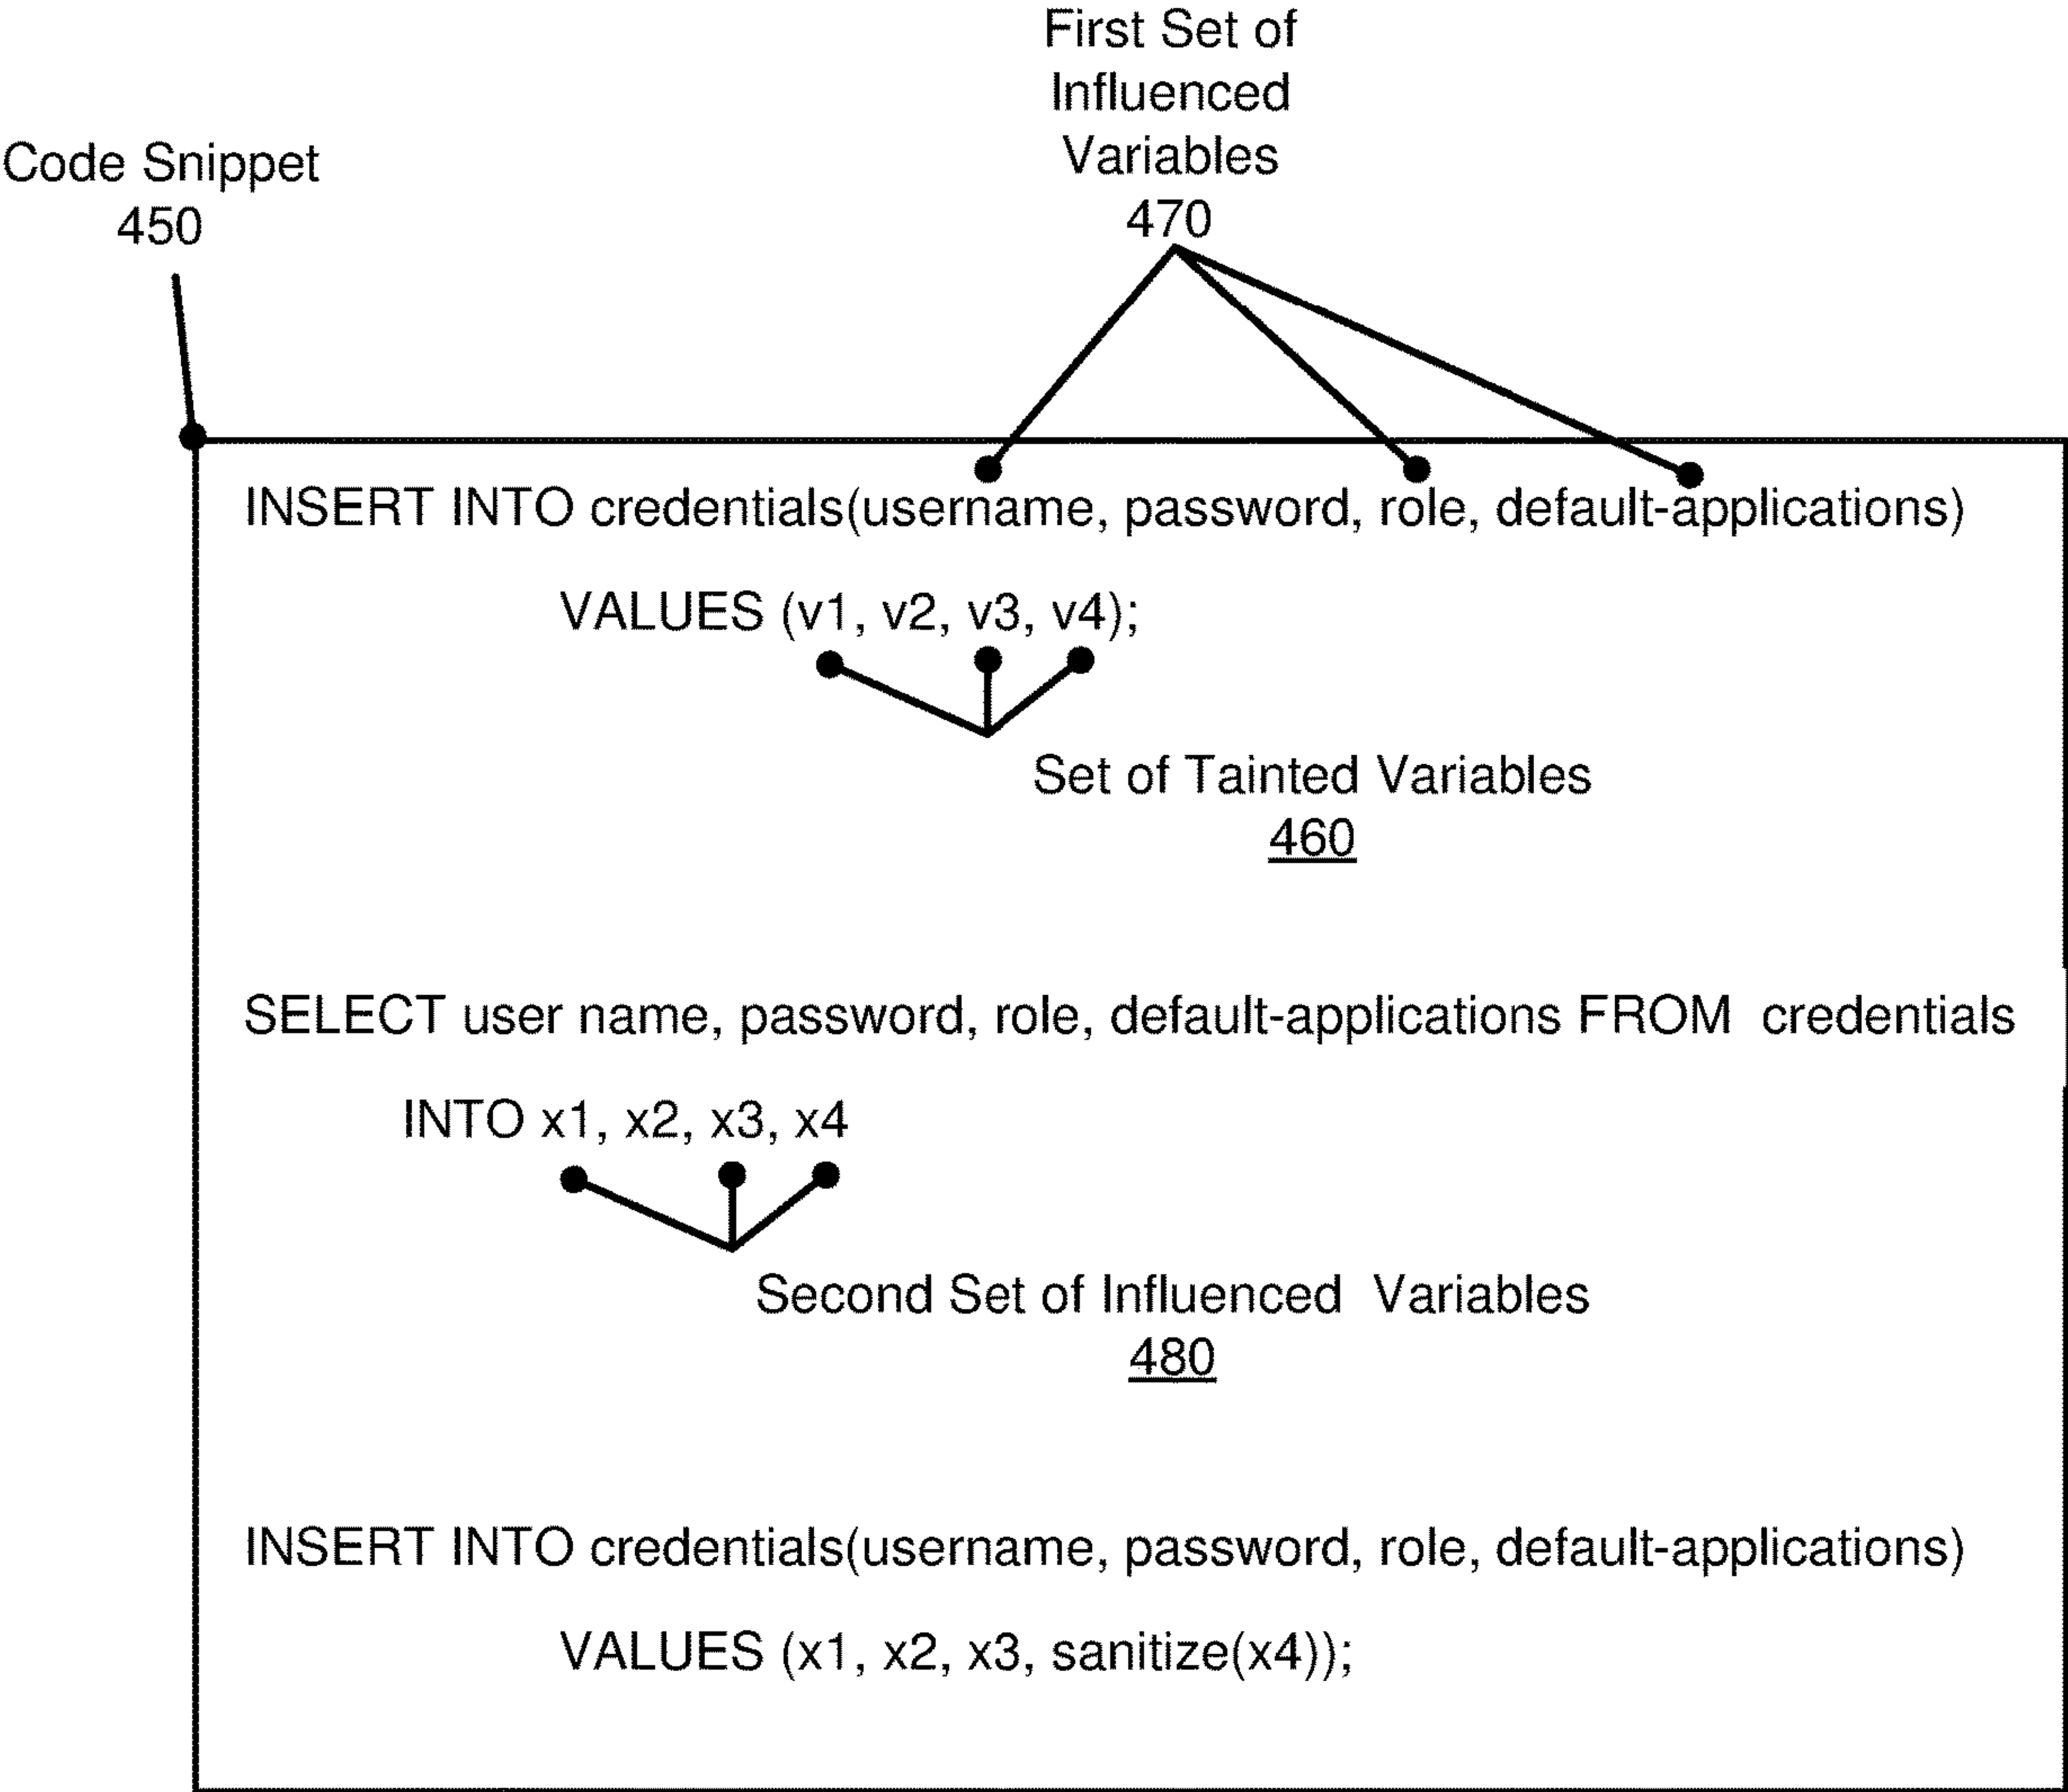 First Set of
Influenced
Variables
470
Code Snippet
450
INSERT INTO credentials(username, password, role, default-applications)
VALUES (v1, v2, v3, v4);
Set of Tainted Variables
460
SELECT user name, password, role, default-applications FROM credentials
INTO x1, x2, x3, x4
Second Set of Influenced Variables
480
INSERT INTO credentials(username, password, role, default-applications)
VALUES (x1, x2, x3, sanitize(x4));